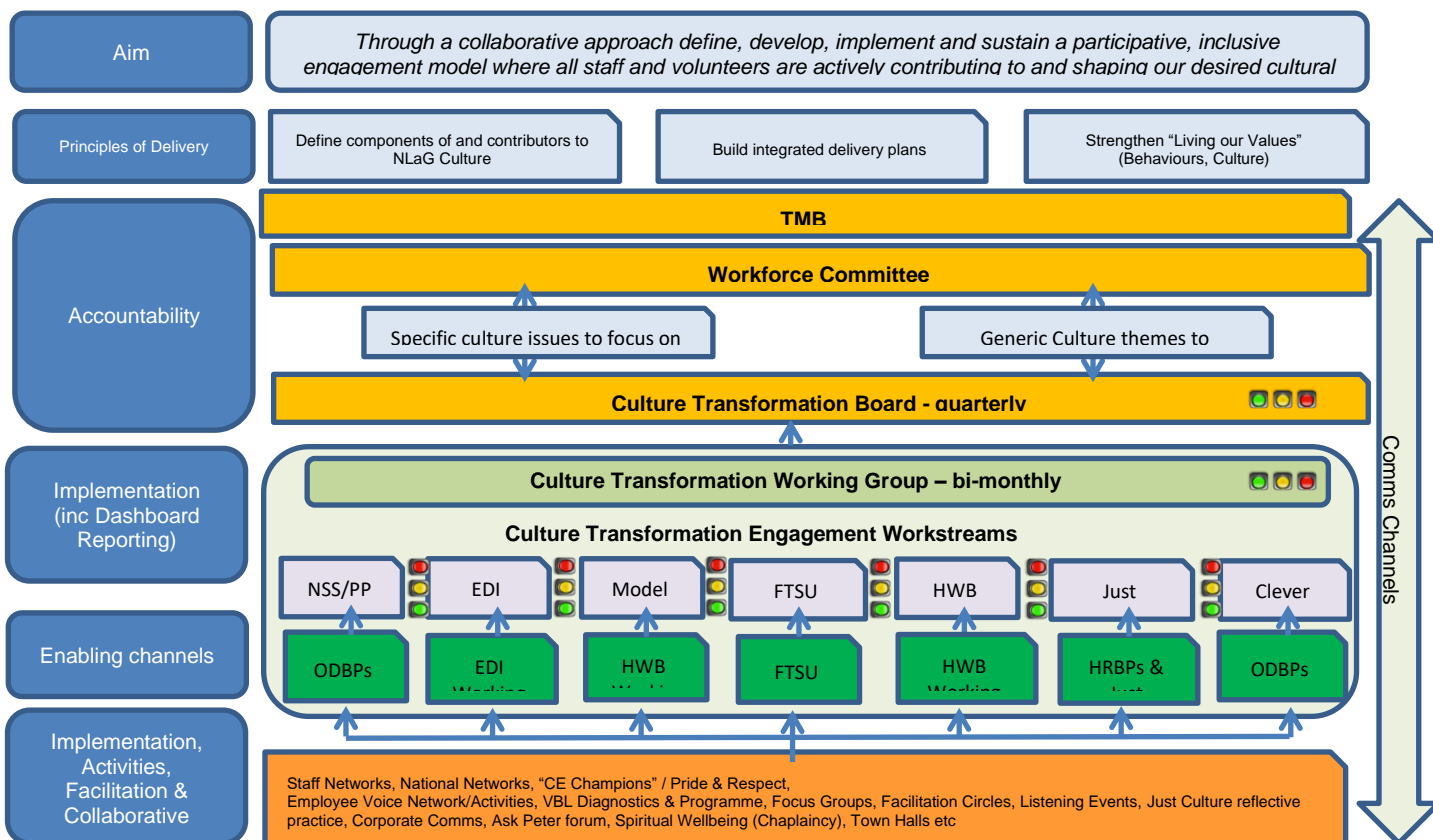 Aim
Through a collaborative approach define, develop, implement and sustain a participative, inclusive
engagement model where all staff and volunteers are actively contributing to and shaping our desired cultural
Principles of Delivery
Define components of and contributors to
NLaG Culture
Build integrated delivery plans
Strengthen “Living our Values”
(Behaviours, Culture)
Accountability
TMB
Workforce Committee
Specific culture issues to focus on
Generic Culture themes to
Culture Transformation Board - quarterly
Comms Channels
Implementation
(inc Dashboard
Reporting)
Culture Transformation Working Group – bi-monthly
Culture Transformation Engagement Workstreams
NSS/PP
EDI
Model
FTSU
HWB
Just
Clever
Enabling channels
ODBPs
EDI
Working
HWB
Working
FTSU
HWB
Working
HRBPs &
Just
ODBPs
Implementation,
Activities,
Facilitation &
Collaborative
Staff Networks, National Networks, “CE Champions” / Pride & Respect,
Employee Voice Network/Activities, VBL Diagnostics & Programme, Focus Groups, Facilitation Circles, Listening Events, Just Culture reflective
practice, Corporate Comms, Ask Peter forum, Spiritual Wellbeing (Chaplaincy), Town Halls etc